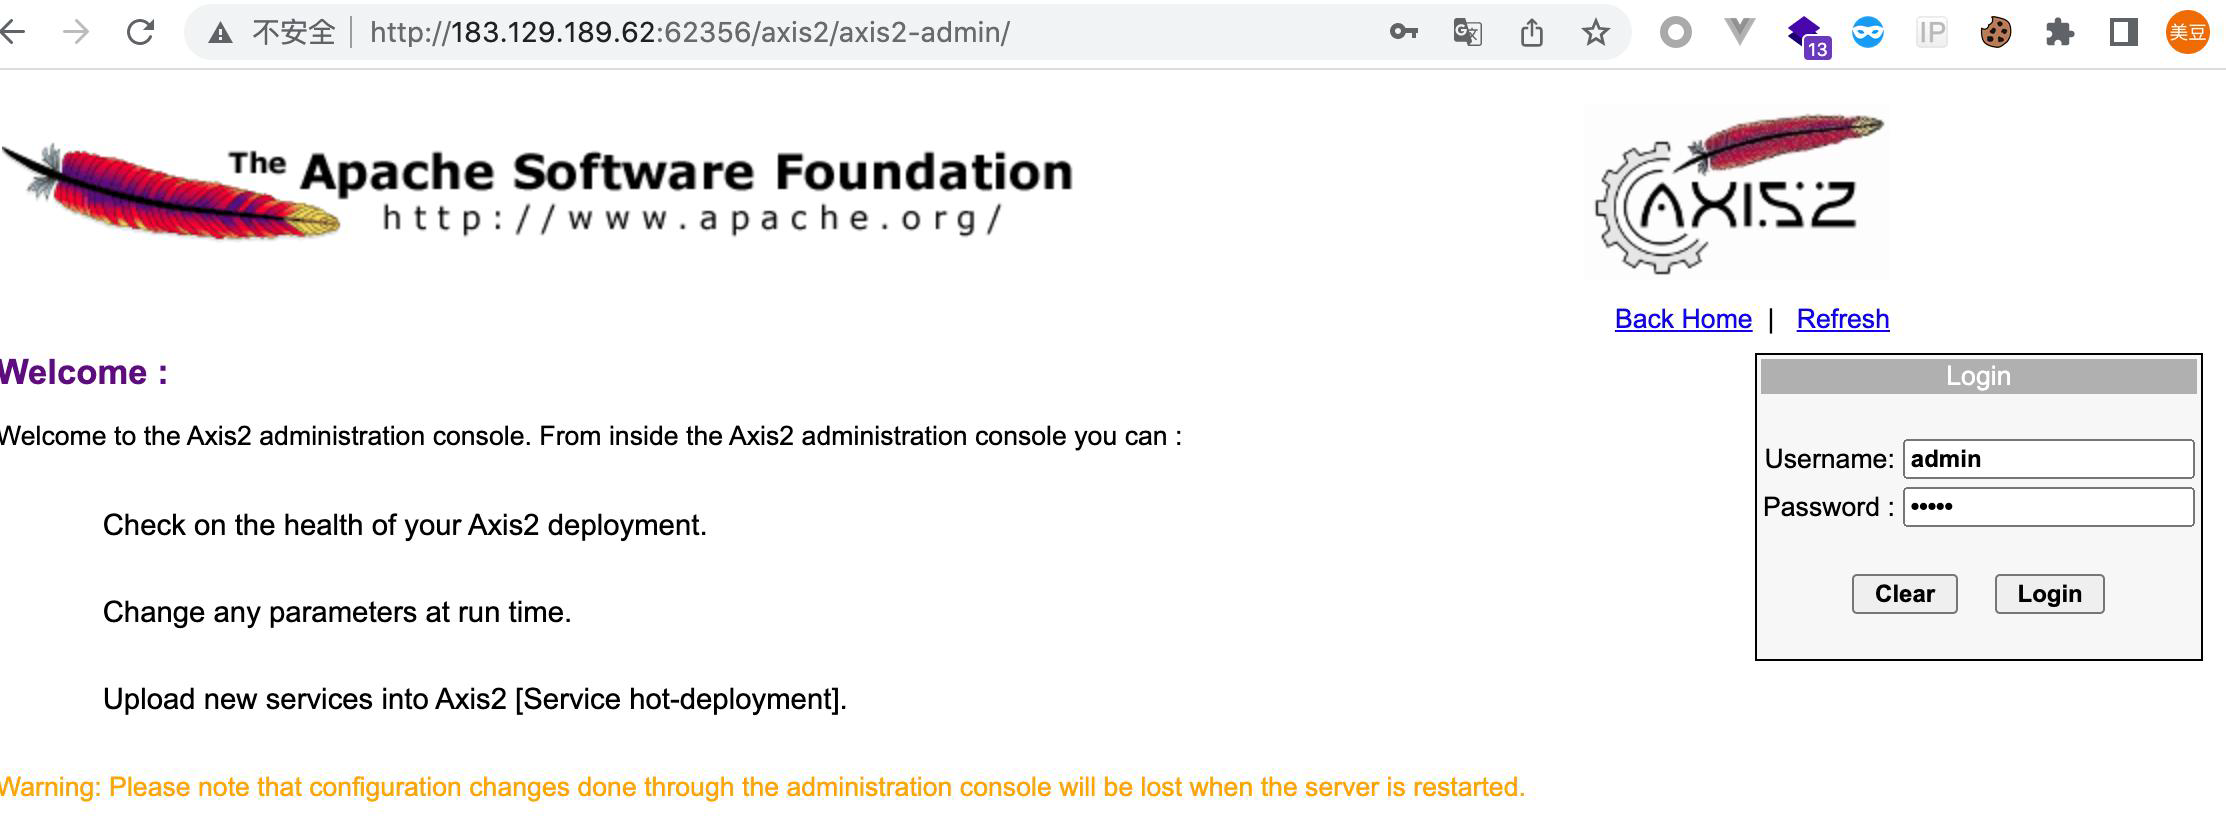 不安全 http://183.129.189.62:62356/axis2/axis2-admin/ IP 13 美豆
The Apache Software Foundation
http://www.apache.org/
AXIS2
Back Home | Refresh
Welcome :
Login
Welcome to the Axis2 administration console. From inside the Axis2 administration console you can :
Username: admin
Password : •••••
Check on the health of your Axis2 deployment.
Clear Login
Change any parameters at run time.
Upload new services into Axis2 [Service hot-deployment].
Warning: Please note that configuration changes done through the administration console will be lost when the server is restarted.